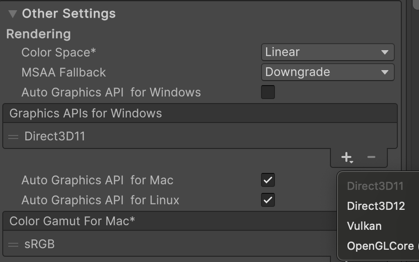 Other Settings
Rendering
Color Space* Linear
MSAA Fallback Downgrade
Auto Graphics API for Windows
Graphics APIs for Windows
Direct3D11
Auto Graphics API for Mac
Direct3D11
Auto Graphics API for Linux
Direct3D12
Color Gamut For Mac*
Vulkan
sRGB
OpenGLCore (